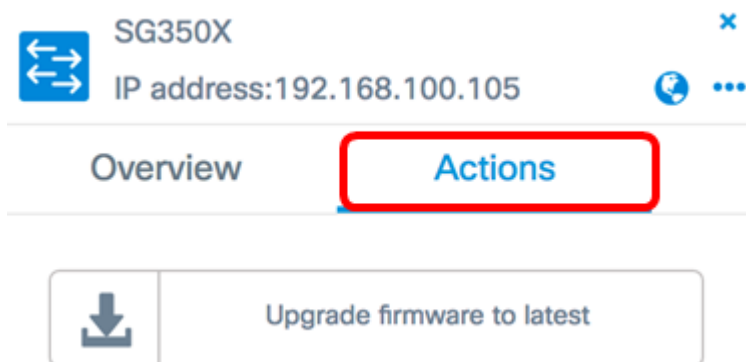 SG350X
IP address:192.168.100.105
Overview Actions
Upgrade firmware to latest